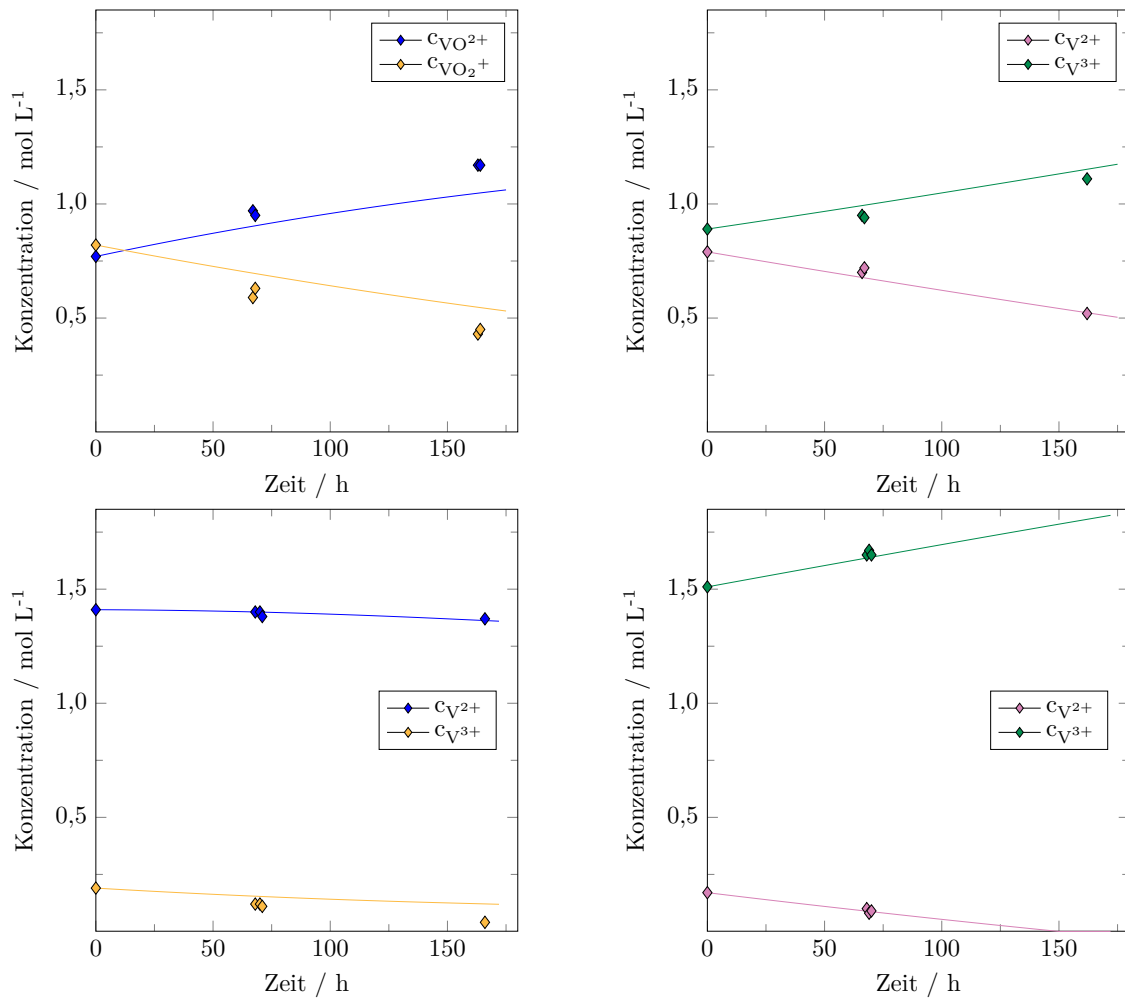 Konzentration / mol L⁻¹
1,5
1,0
0,5
0
50
100
150
Zeit / h
c_VO²⁺
c_VO₂⁺
Konzentration / mol L⁻¹
1,5
1,0
0,5
0
50
100
150
Zeit / h
c_V²⁺
c_V³⁺
Konzentration / mol L⁻¹
1,5
1,0
0,5
0
50
100
150
Zeit / h
c_V²⁺
c_V³⁺
Konzentration / mol L⁻¹
1,5
1,0
0,5
0
50
100
150
Zeit / h
c_V²⁺
c_V³⁺